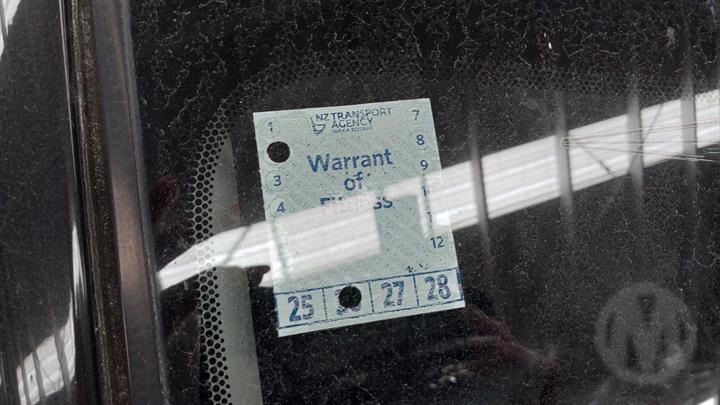 NZ TRANSPORT
AGENCY
WAKA KOTAHI
1
3
4
7
8
9
12
Warrant
of
25
27
28
M